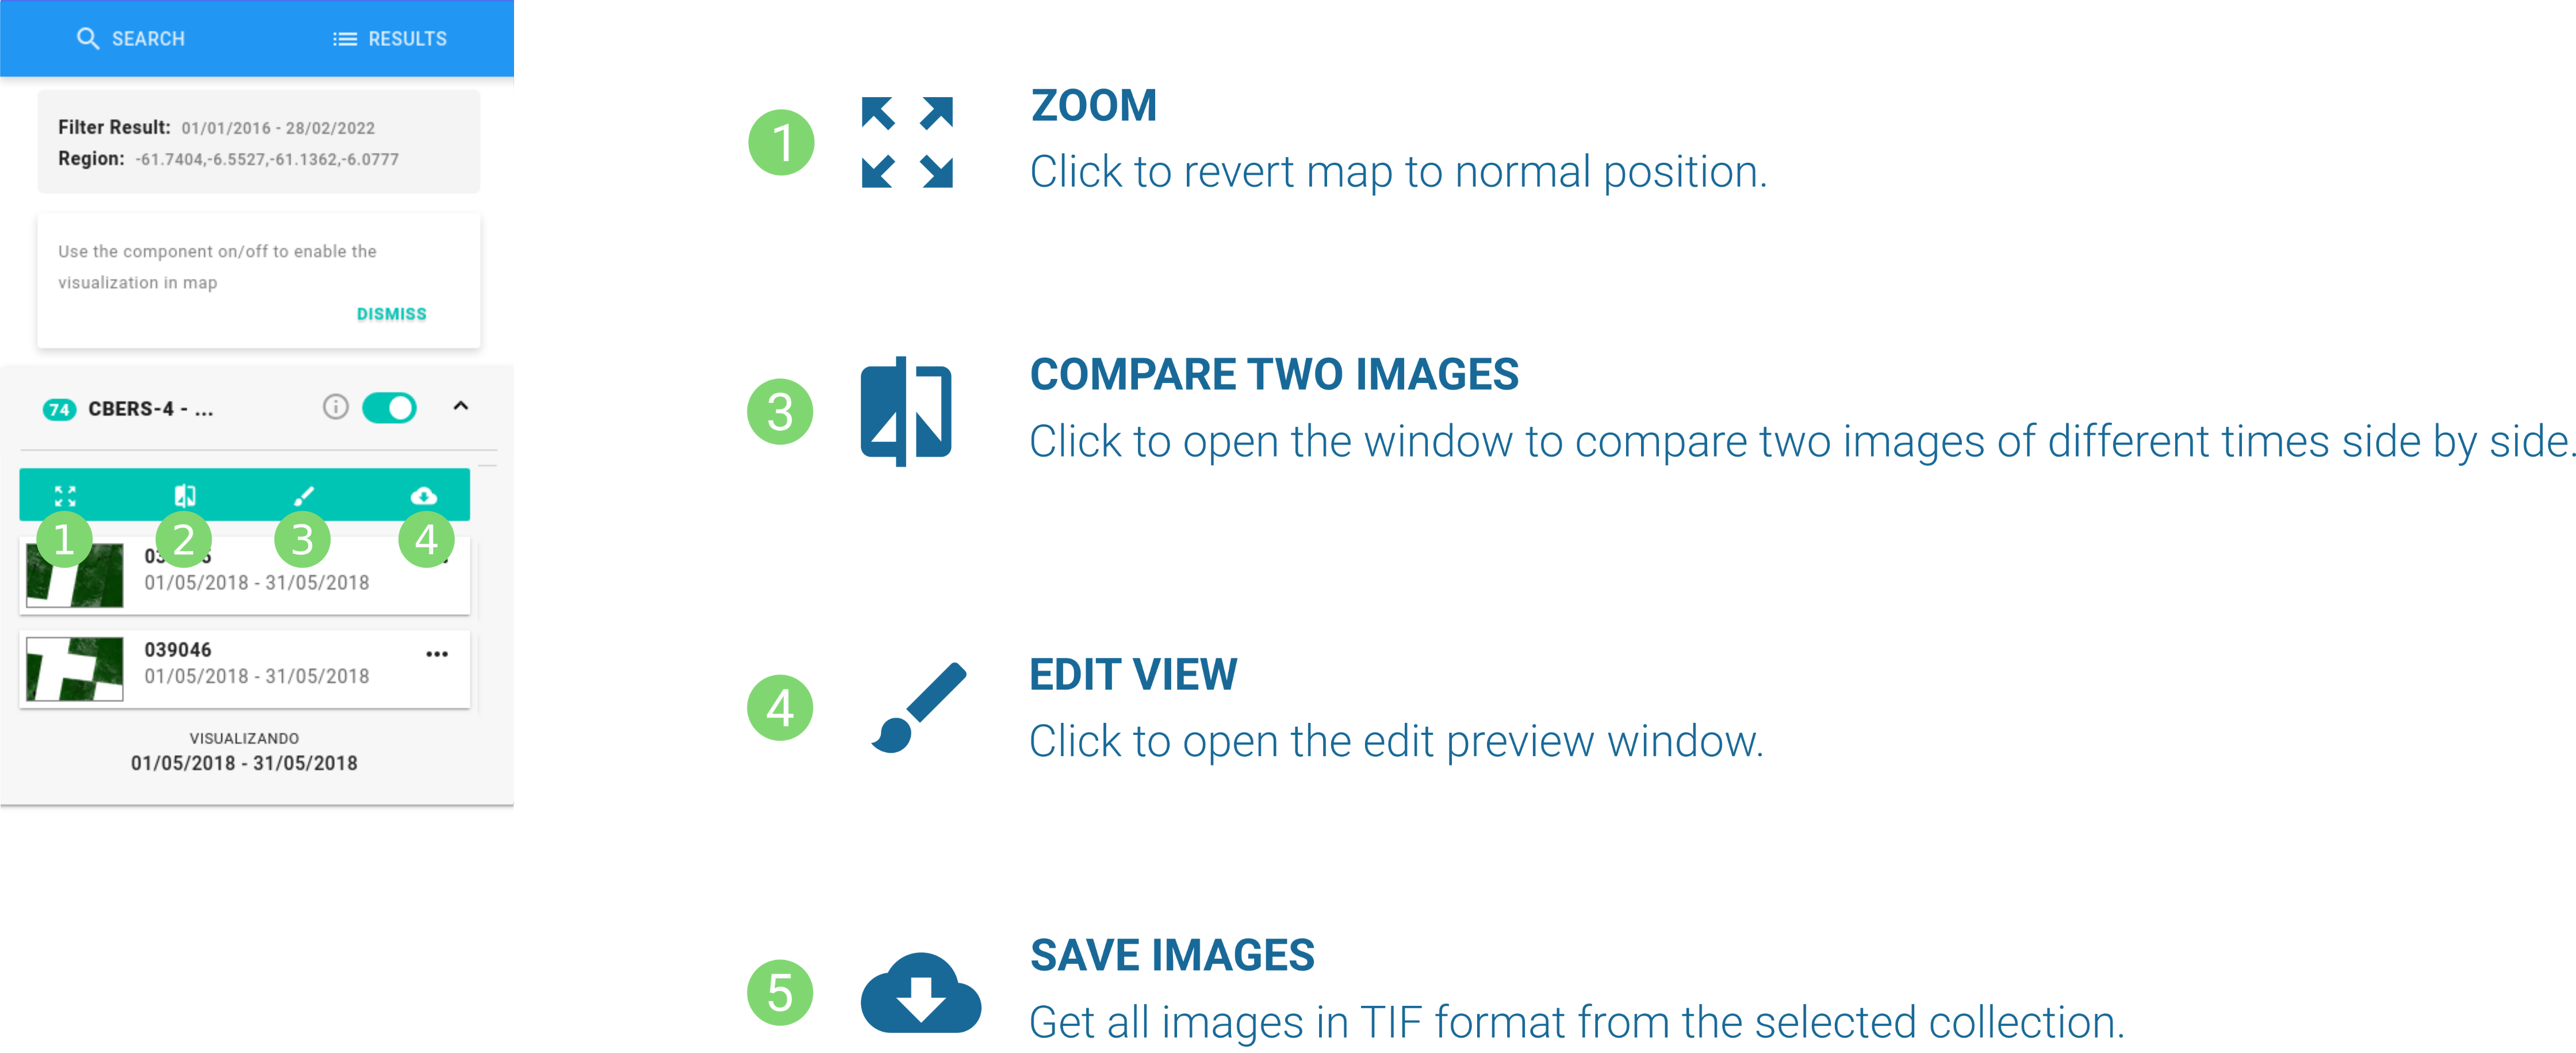 SEARCH
RESULTS
Filter Result: 01/01/2016 - 28/02/2022
Region: -61.7404,-6.5527,-61.1362,-6.0777
Use the component on/off to enable the
visualization in map
DISMISS
74 CBERS-4 - ...
1 2 3 4
01/05/2018 - 31/05/2018
039046
01/05/2018 - 31/05/2018
VISUALIZANDO
01/05/2018 - 31/05/2018
1
ZOOM
Click to revert map to normal position.
3
COMPARE TWO IMAGES
Click to open the window to compare two images of different times side by side.
4
EDIT VIEW
Click to open the edit preview window.
5
SAVE IMAGES
Get all images in TIF format from the selected collection.